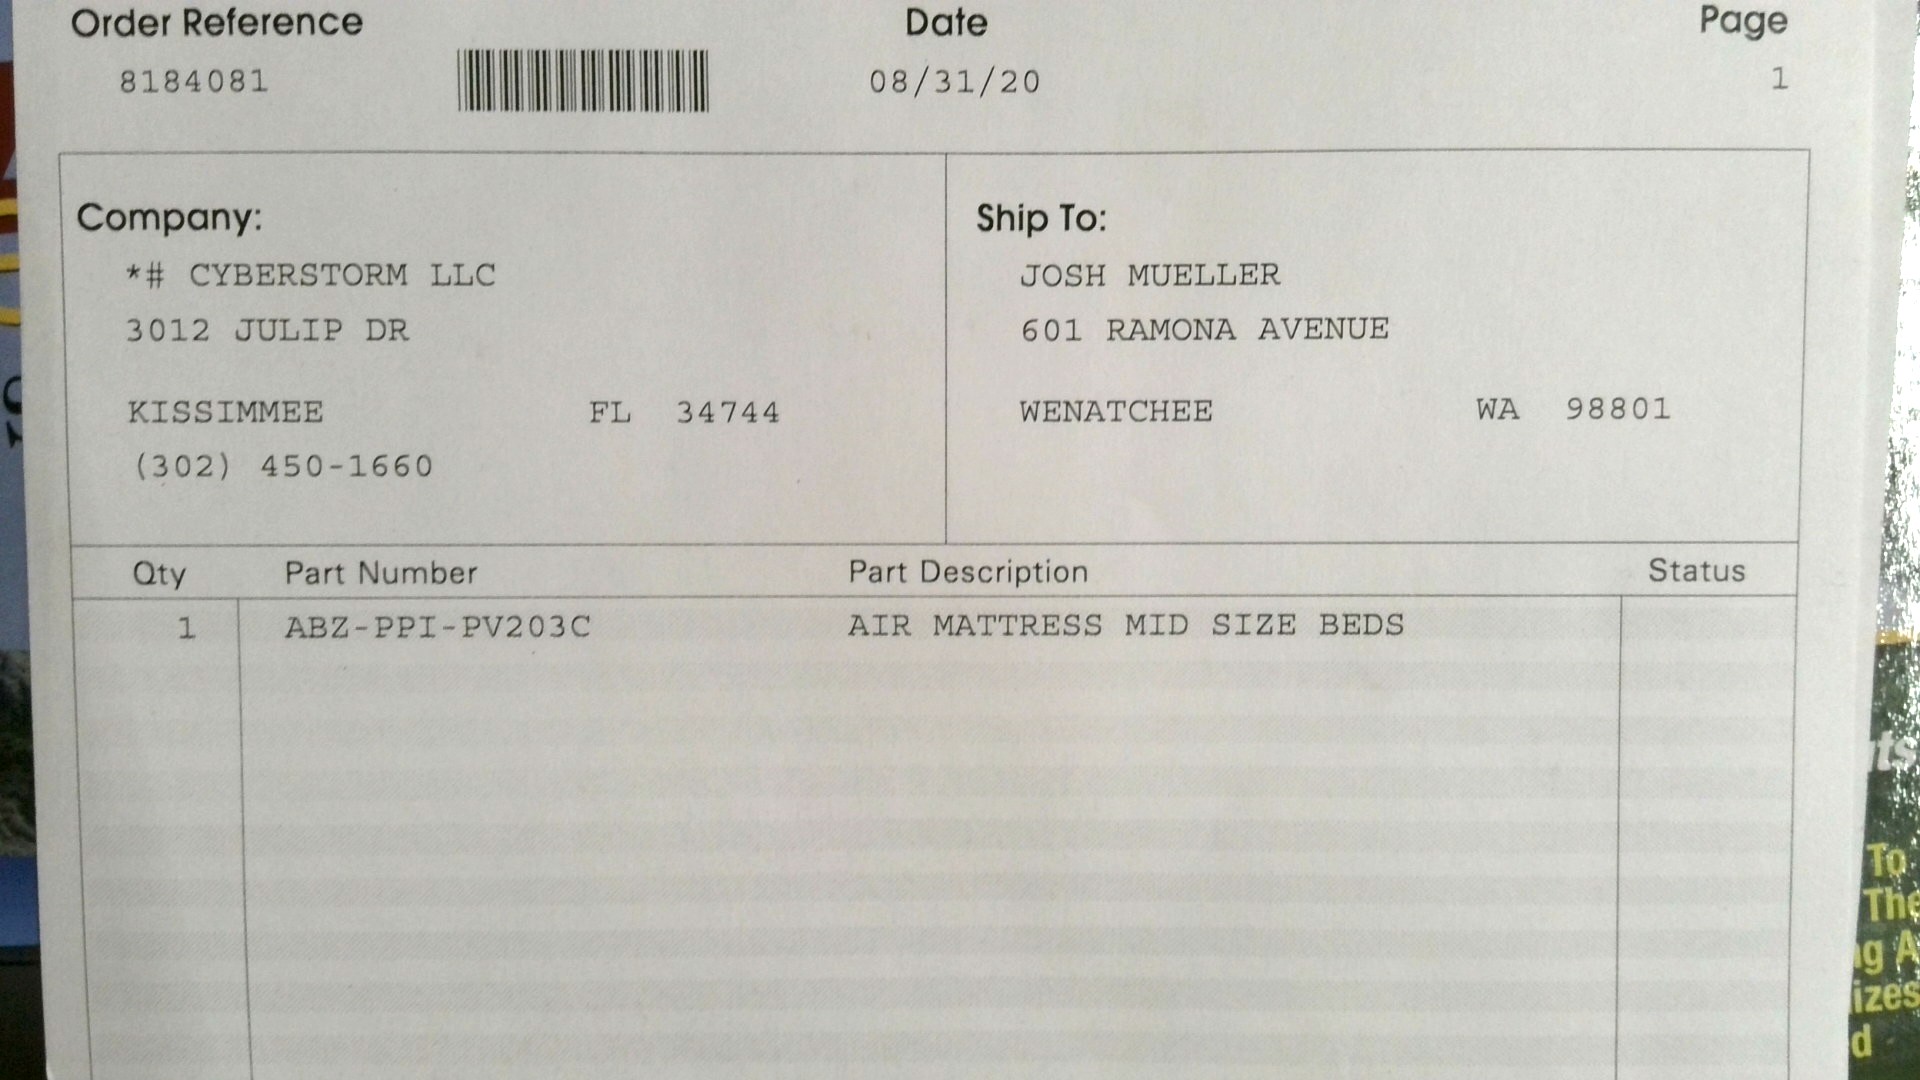 Order Reference Date Page
8184081 08/31/20 1
Company: Ship To:
*# CYBERSTORM LLC JOSH MUELLER
3012 JULIP DR 601 RAMONA AVENUE
KISSIMMEE FL 34744 WENATCHEE WA 98801
(302) 450-1660
Qty Part Number Part Description Status
1 ABZ-PPI-PV203C AIR MATTRESS MID SIZE BEDS
To
The